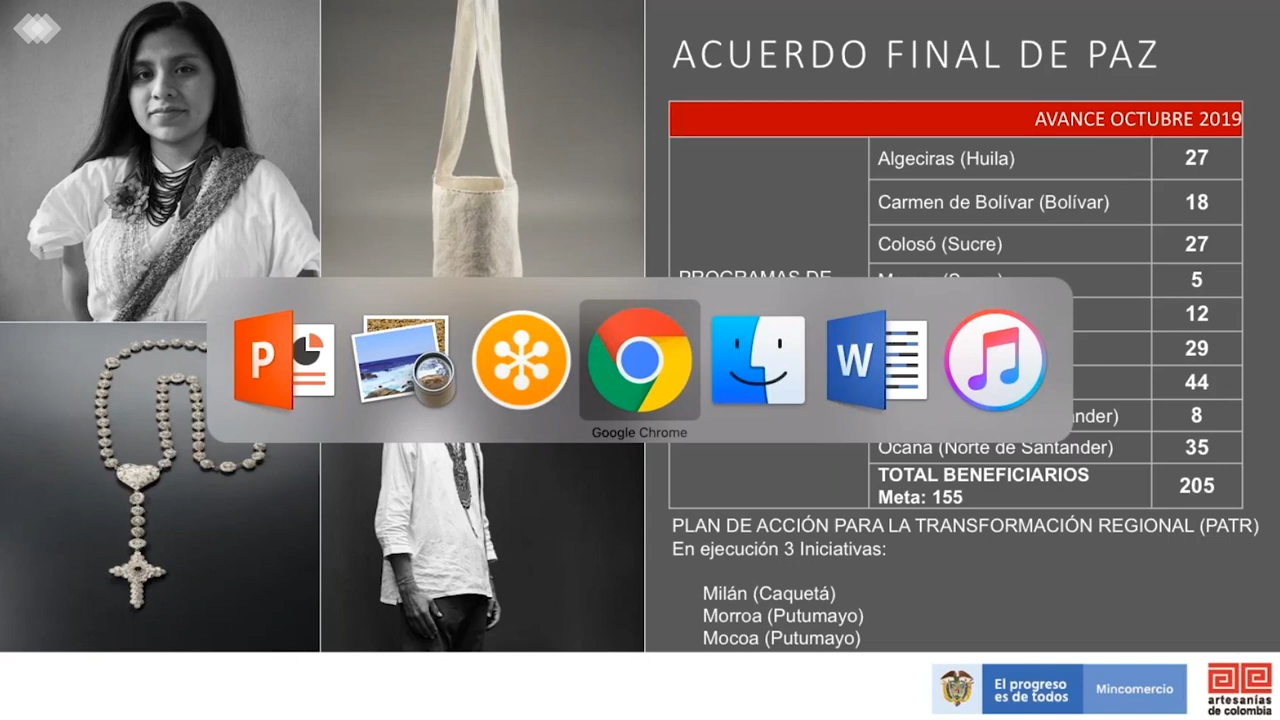 ACUERDO FINAL DE PAZ
AVANCE OCTUBRE 2019
Algeciras (Huila) 27
Carmen de Bolívar (Bolívar) 18
Colosó (Sucre) 27
PROGRAMAS DE
5
12
29
44
8
Ocaña (Norte de Santander) 35
TOTAL BENEFICIARIOS
Meta: 155
205
Google Chrome
PLAN DE ACCIÓN PARA LA TRANSFORMACIÓN REGIONAL (PATR)
En ejecución 3 Iniciativas:
Milán (Caquetá)
Morroa (Putumayo)
Mocoa (Putumayo)
El progreso
es de todos
Mincomercio
artesanías
de colombia